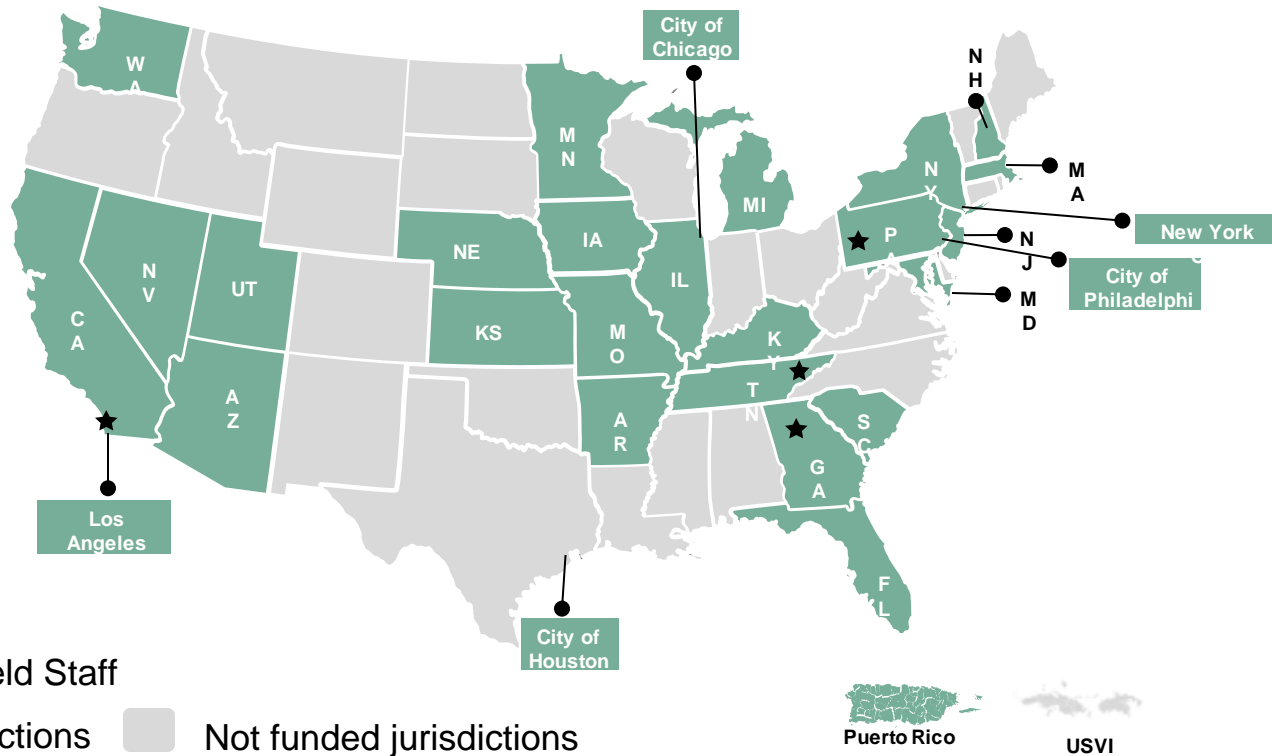 City of
Chicago
N
H
W
A
M
N
N
Y
M
A
MI
New York
NE
IA
P
A
N
J
N
V
UT
IL
City of
Philadelphi
C
A
KS
M
O
K
Y
M
D
A
Z
A
R
T
N
S
C
G
A
Los
Angeles
F
L
City of
Houston
eld Staff
ctions
Not funded jurisdictions
Puerto Rico
USVI